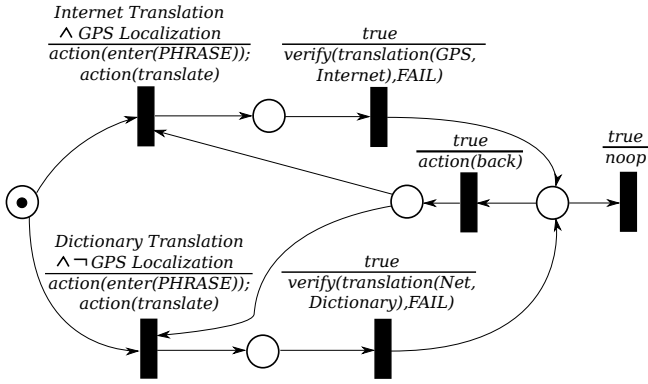 Internet Translation
∧ GPS Localization
action(enter(PHRASE));
action(translate)
true
verify(translation(GPS,
Internet),FAIL)
true
action(back)
true
noop
Dictionary Translation
∧ ¬ GPS Localization
action(enter(PHRASE));
action(translate)
true
verify(translation(Net,
Dictionary),FAIL)